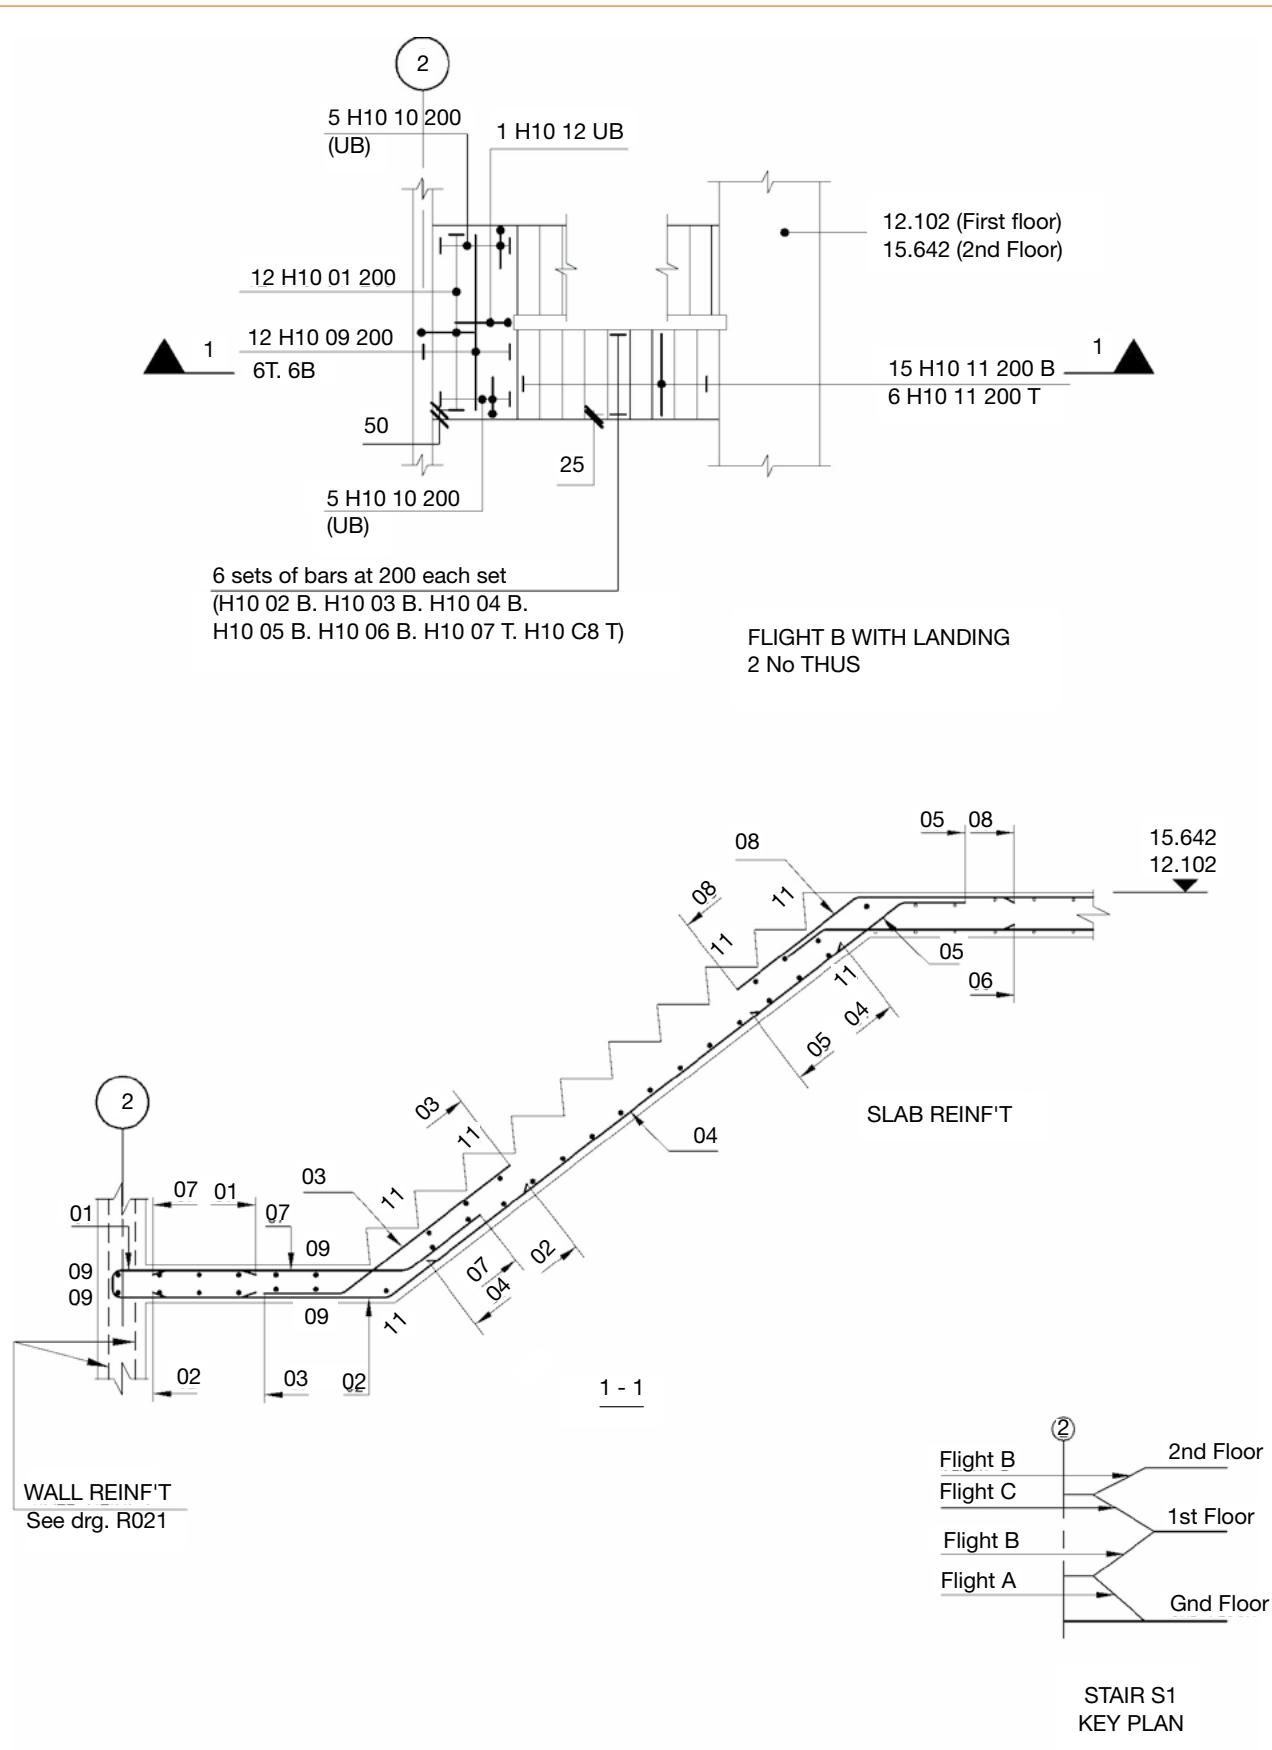 2
5 H10 10 200
(UB)
1 H10 12 UB
12.102 (First floor)
15.642 (2nd Floor)
12 H10 01 200
12 H10 09 200
6T. 6B
1
1
15 H10 11 200 B
6 H10 11 200 T
50
25
5 H10 10 200
(UB)
6 sets of bars at 200 each set
(H10 02 B. H10 03 B. H10 04 B.
H10 05 B. H10 06 B. H10 07 T. H10 C8 T)
FLIGHT B WITH LANDING
2 No THUS
05 08
08
15.642
12.102
08
11
11
05
11
06
04
05
SLAB REINF'T
2
03
11
04
03
11
07 01
01
07
09
09
09
02
07
04
09
11
02
03
02
1 - 1
WALL REINF'T
See drg. R021
2
Flight B
2nd Floor
Flight C
1st Floor
Flight B
Flight A
Gnd Floor
STAIR S1
KEY PLAN